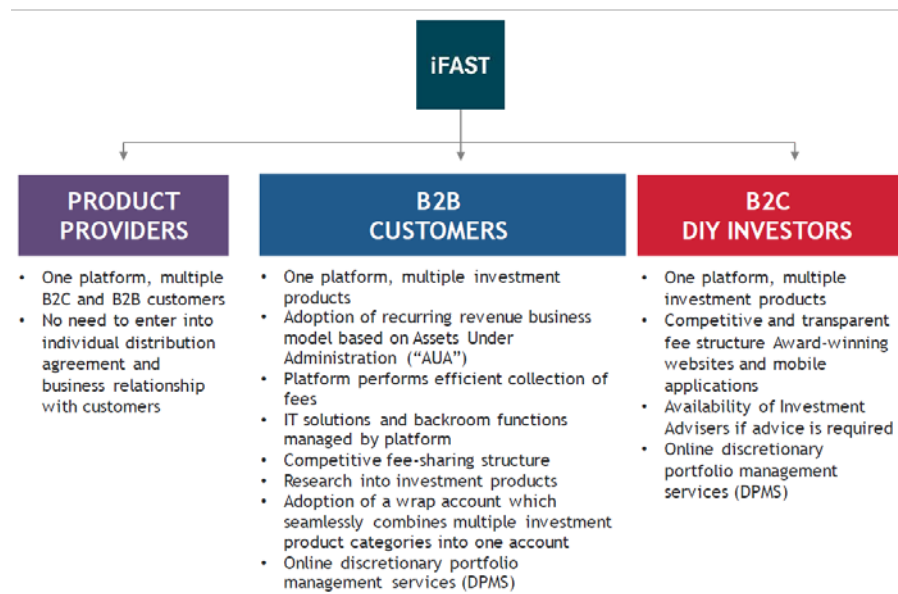 iFAST
PRODUCT
PROVIDERS
• One platform, multiple
B2C and B2B customers
• No need to enter into
individual distribution
agreement and
business relationship
with customers
B2B
CUSTOMERS
• One platform, multiple investment
products
• Adoption of recurring revenue business
model based on Assets Under
Administration (“AUA”)
• Platform performs efficient collection of
fees
• IT solutions and backroom functions
managed by platform
• Competitive fee-sharing structure
• Research into investment products
• Adoption of a wrap account which
seamlessly combines multiple investment
product categories into one account
• Online discretionary portfolio
management services (DPMS)
B2C
DIY INVESTORS
• One platform, multiple
investment products
• Competitive and transparent
fee structure Award-winning
websites and mobile
applications
• Availability of Investment
Advisers if advice is required
• Online discretionary
portfolio management
services (DPMS)